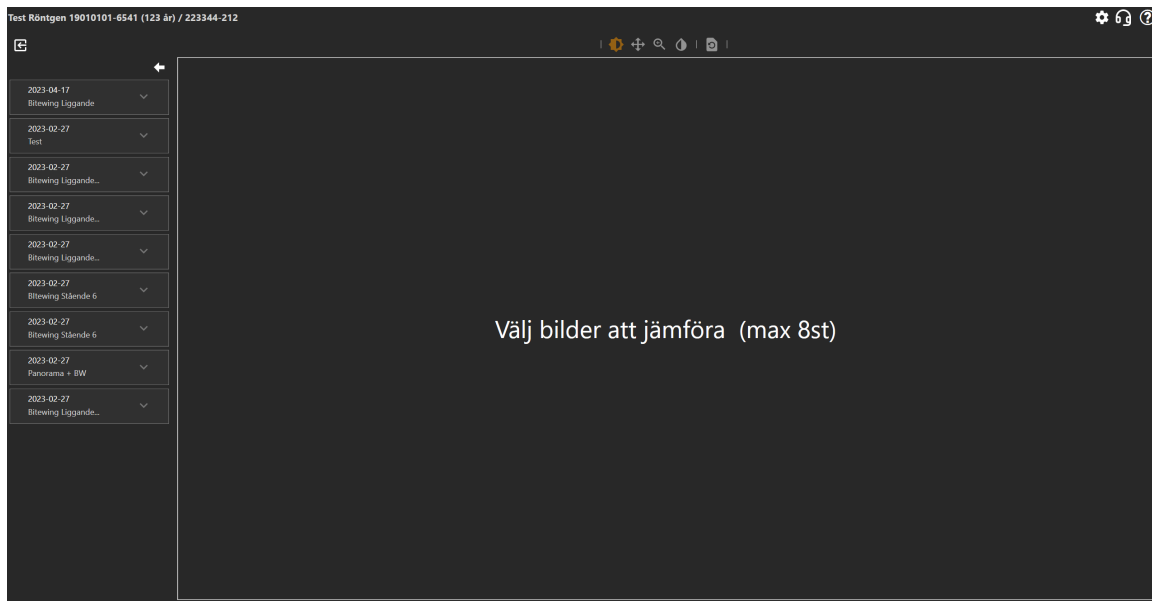 Test Röntgen 19010101-6541 (123 år) / 223344-212
2023-04-17
Bitewing Liggande
2023-02-27
Test
2023-02-27
Bitewing Liggande...
2023-02-27
Bitewing Liggande...
2023-02-27
Bitewing Liggande...
2023-02-27
BItewing Stående 6
2023-02-27
Bitewing Stående 6
2023-02-27
Panorama + BW
2023-02-27
Bitewing Liggande...
Välj bilder att jämföra  (max 8st)